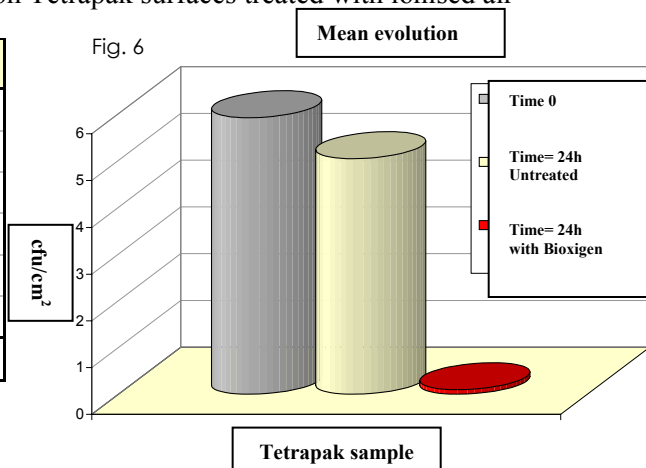 on Tetrapak surfaces treated with ionised air
Fig. 6
Mean evolution
Time 0
Time= 24h
Untreated
Time= 24h
with Bioxigen
6
5
4
3
2
1
0
cfu/cm²
Tetrapak sample